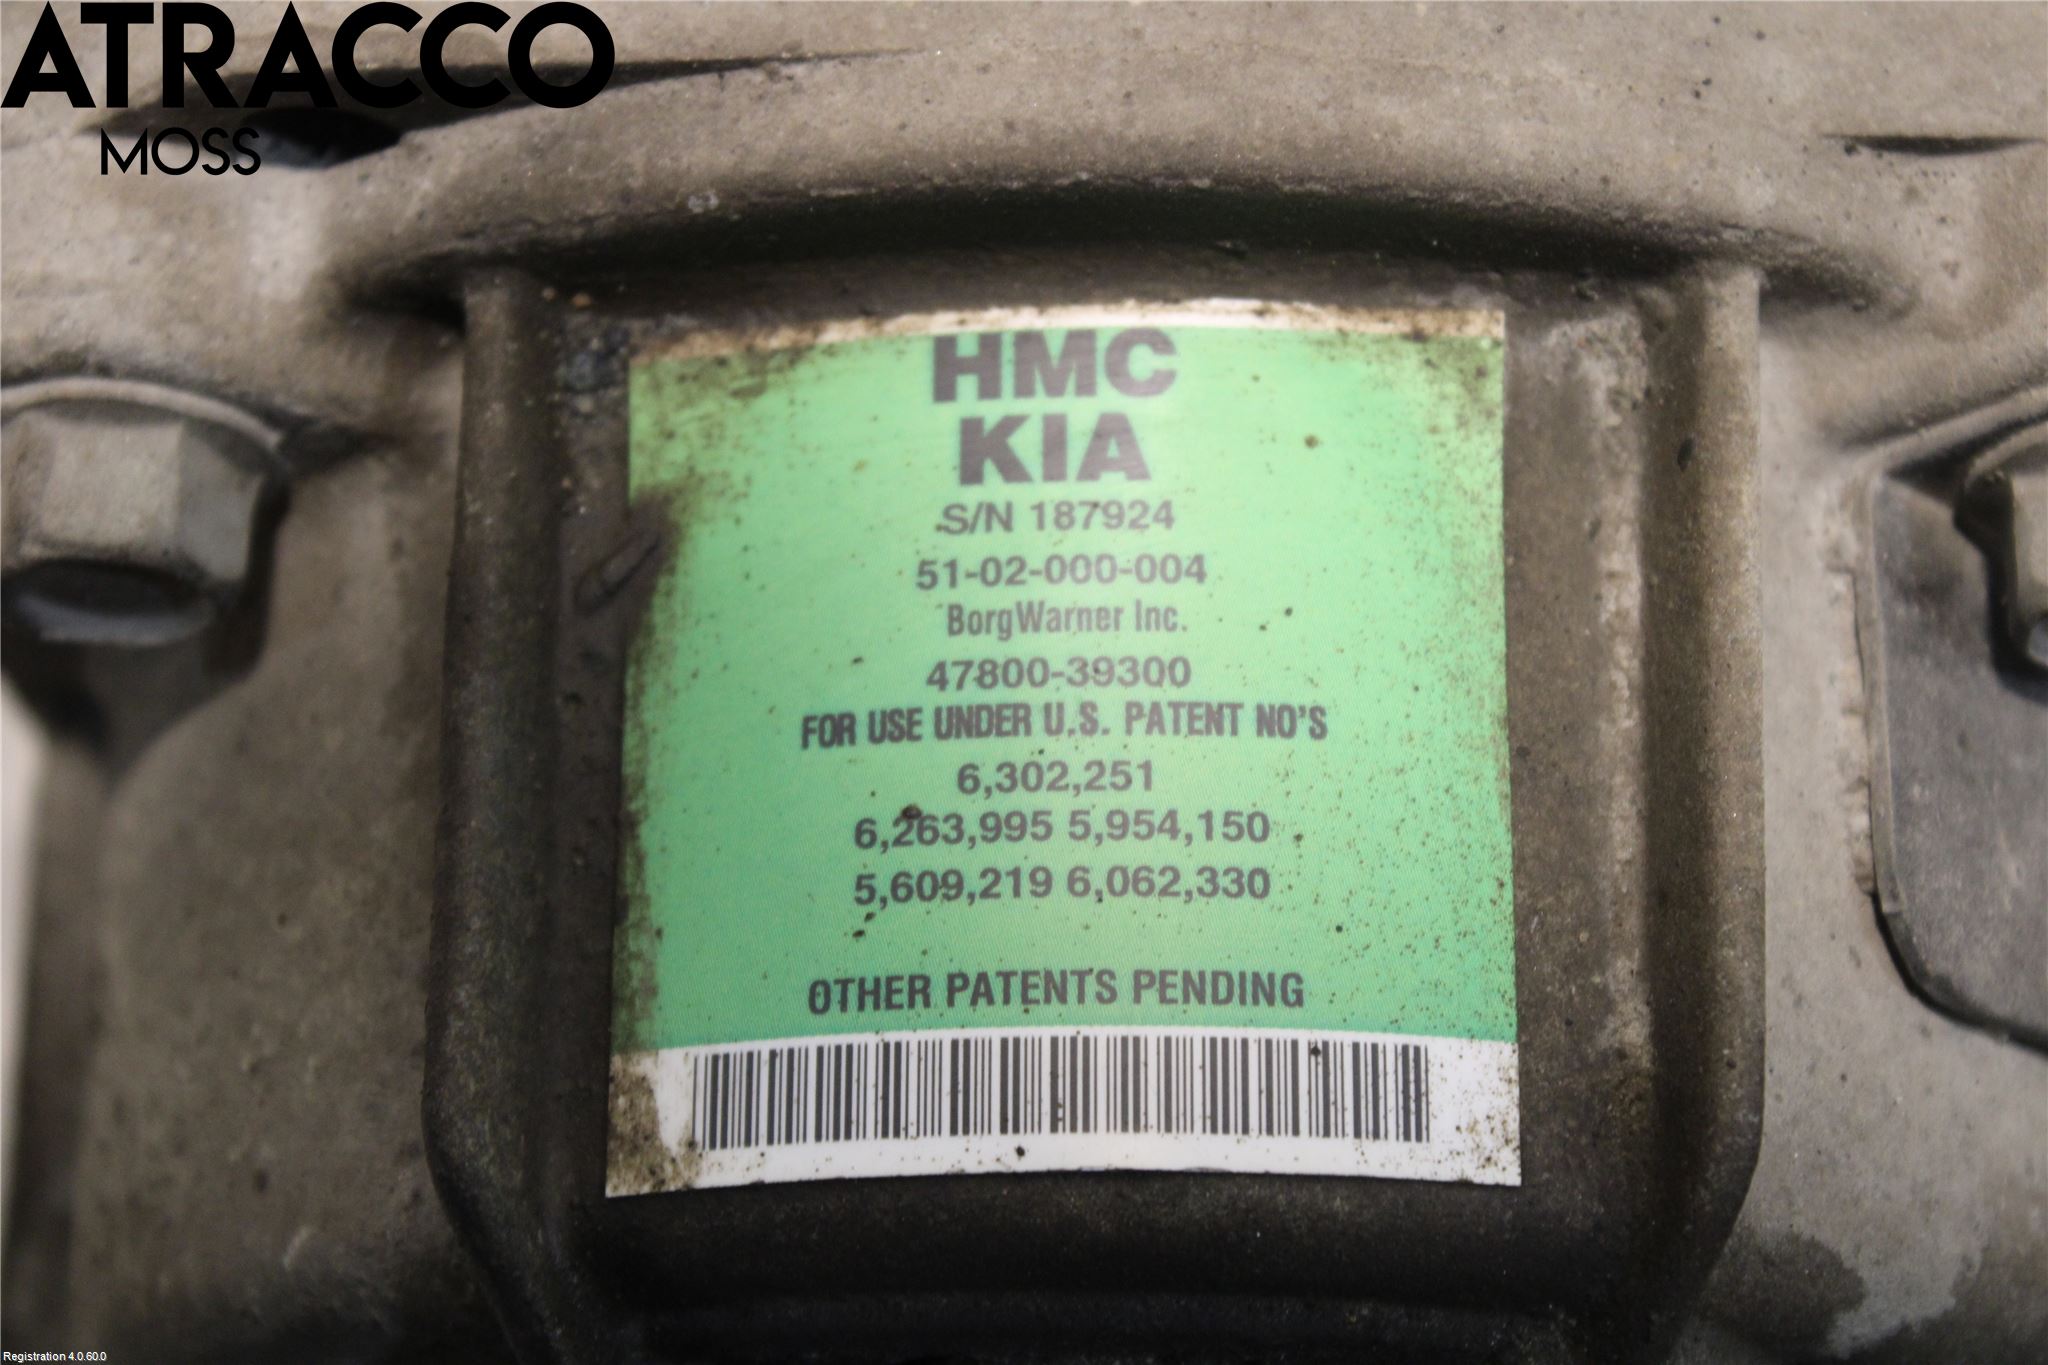 ATRACCO
MOSS
HMC
KIA
S/N 187924
51-02-000-004
BorgWarner Inc.
47800-39300
FOR USE UNDER U.S. PATENT NO'S
6,302,251
6,263,995 5,954,150
5,609,219 6,062,330
OTHER PATENTS PENDING
Registration 4.0.60.0